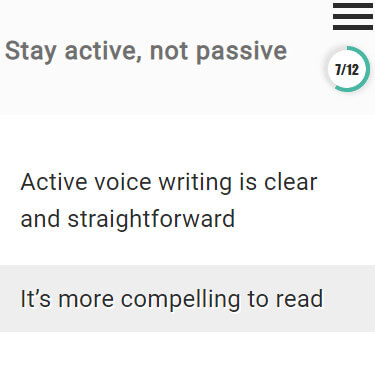 Stay active, not passive
7/12
Active voice writing is clear
and straightforward
It’s more compelling to read